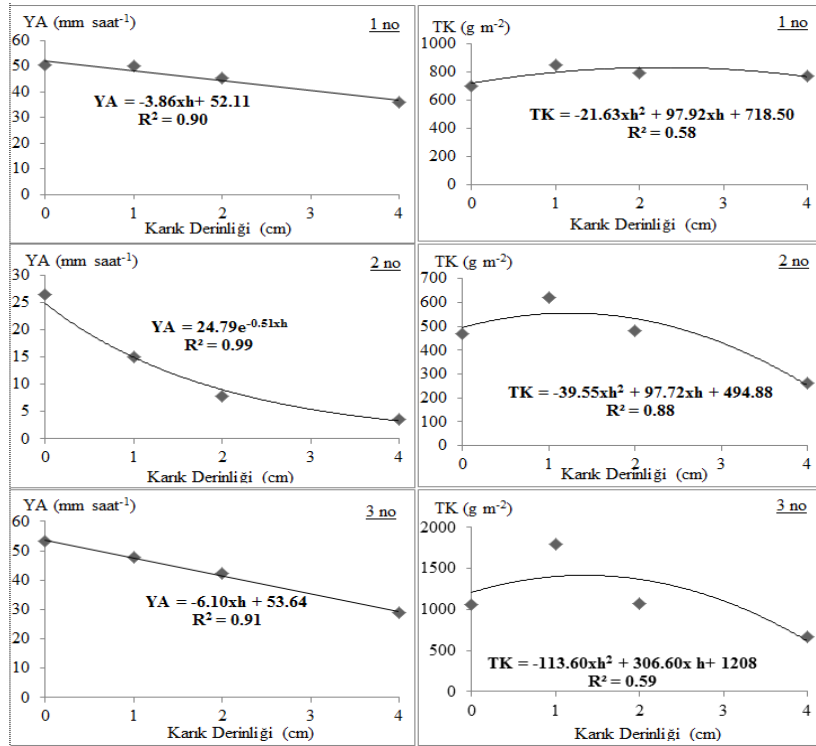 YA (mm saat-1)
1 no
60
50
40
30
20
10
0
YA = -3.86xh+ 52.11
R² = 0.90
0 1 2 3 4
Karık Derinliği (cm)
TK (g m-2)
1 no
1000
800
600
400
200
0
TK = -21.63xh² + 97.92xh + 718.50
R² = 0.58
0 1 2 3 4
Karık Derinliği (cm)
YA (mm saat-1)
2 no
30
25
20
15
10
5
0
YA = 24.79e-0.51xh
R² = 0.99
0 1 2 3 4
Karık Derinliği (cm)
TK (g m-2)
2 no
700
600
500
400
300
200
100
0
TK = -39.55xh² + 97.72xh + 494.88
R² = 0.88
0 1 2 3 4
Karık Derinliği (cm)
YA (mm saat-1)
3 no
60
50
40
30
20
10
0
YA = -6.10xh + 53.64
R² = 0.91
0 1 2 3 4
Karık Derinliği (cm)
TK (g m-2)
3 no
2000
1500
1000
500
0
TK = -113.60xh² + 306.60x h+ 1208
R² = 0.59
0 1 2 3 4
Karık Derinliği (cm)